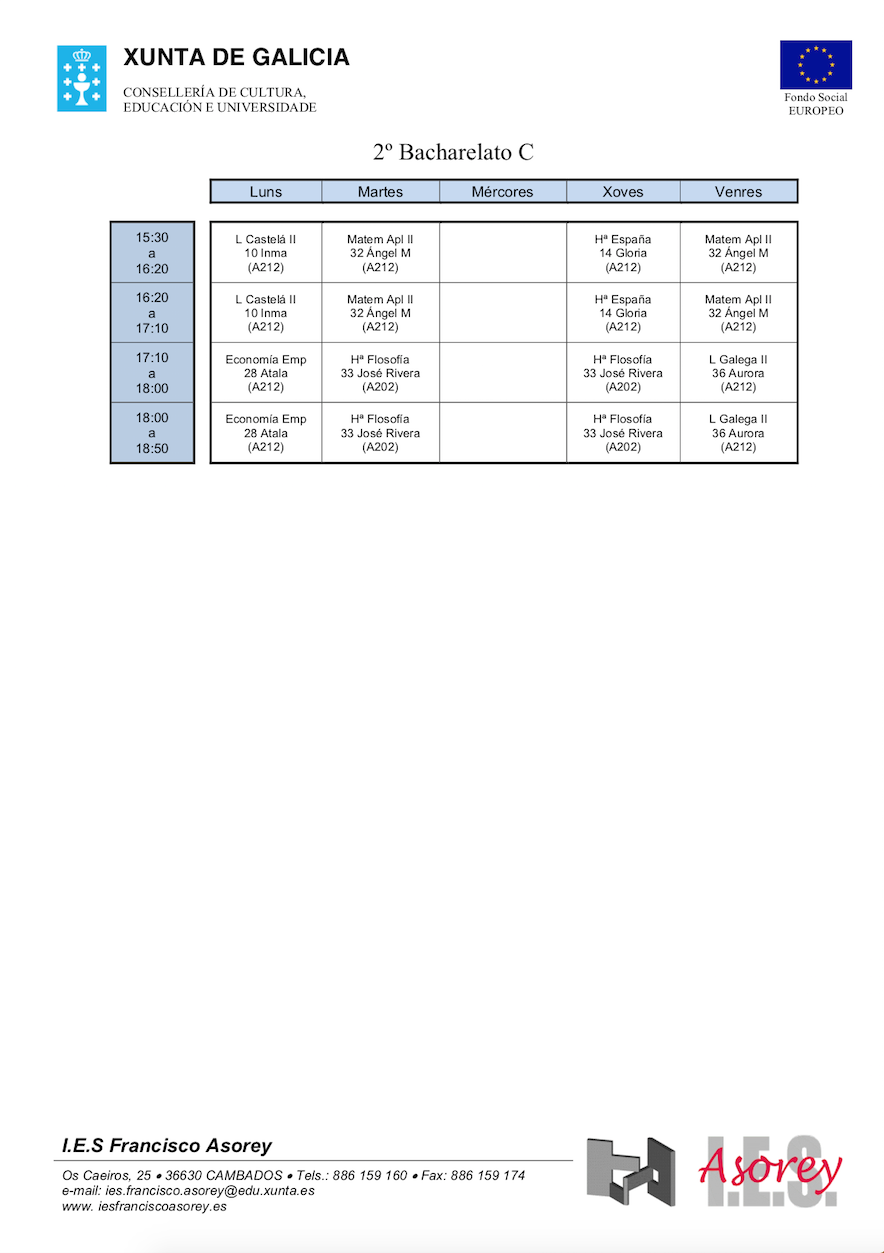 XUNTA DE GALICIA
CONSELLERÍA DE CULTURA,
EDUCACIÓN E UNIVERSIDADE
Fondo Social
EUROPEO
2º Bacharelato C
Luns Martes Mércores Xoves Venres
15:30
a
16:20
L Castelá II
10 Inma
(A212)
Matem Apl II
32 Ángel M
(A212)
Hª España
14 Gloria
(A212)
Matem Apl II
32 Ángel M
(A212)
16:20
a
17:10
L Castelá II
10 Inma
(A212)
Matem Apl II
32 Ángel M
(A212)
Hª España
14 Gloria
(A212)
Matem Apl II
32 Ángel M
(A212)
17:10
a
18:00
Economía Emp
28 Atala
(A212)
Hª Flosofía
33 José Rivera
(A202)
Hª Flosofía
33 José Rivera
(A202)
L Galega II
36 Aurora
(A212)
18:00
a
18:50
Economía Emp
28 Atala
(A212)
Hª Flosofía
33 José Rivera
(A202)
Hª Flosofía
33 José Rivera
(A202)
L Galega II
36 Aurora
(A212)
I.E.S Francisco Asorey
Os Caeiros, 25 • 36630 CAMBADOS • Tels.: 886 159 160 • Fax: 886 159 174
e-mail: ies.francisco.asorey@edu.xunta.es
www. iesfranciscoasorey.es
I.E.S.
Asorey